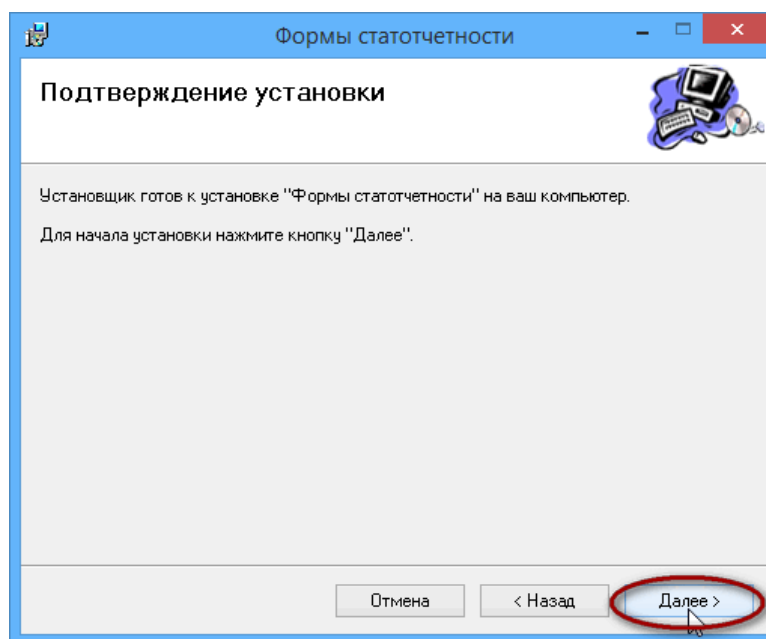 Формы статотчетности
Подтверждение установки
Установщик готов к установке "Формы статотчетности" на ваш компьютер.
Для начала установки нажмите кнопку "Далее".
Отмена
< Назад
Далее >